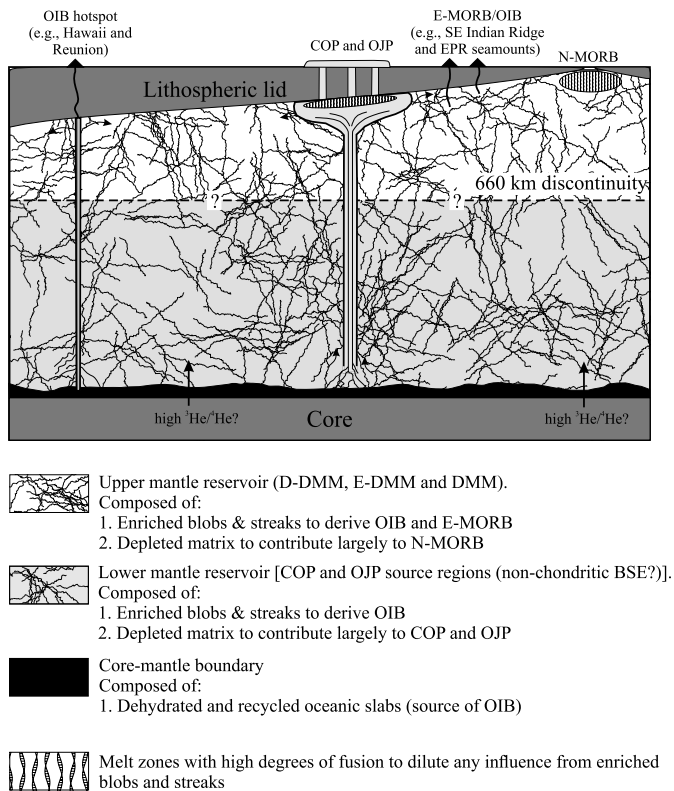 OIB hotspot
(e.g., Hawaii and
Reunion)
COP and OJP
E-MORB/OIB
(e.g., SE Indian Ridge
and EPR seamounts)
N-MORB
Lithospheric lid
660 km discontinuity
?
?
high ³He/⁴He?
Core
high ³He/⁴He?
Upper mantle reservoir (D-DMM, E-DMM and DMM).
Composed of:
1. Enriched blobs & streaks to derive OIB and E-MORB
2. Depleted matrix to contribute largely to N-MORB
Lower mantle reservoir [COP and OJP source regions (non-chondritic BSE?)].
Composed of:
1. Enriched blobs & streaks to derive OIB
2. Depleted matrix to contribute largely to COP and OJP
Core-mantle boundary
Composed of:
1. Dehydrated and recycled oceanic slabs (source of OIB)
Melt zones with high degrees of fusion to dilute any influence from enriched
blobs and streaks